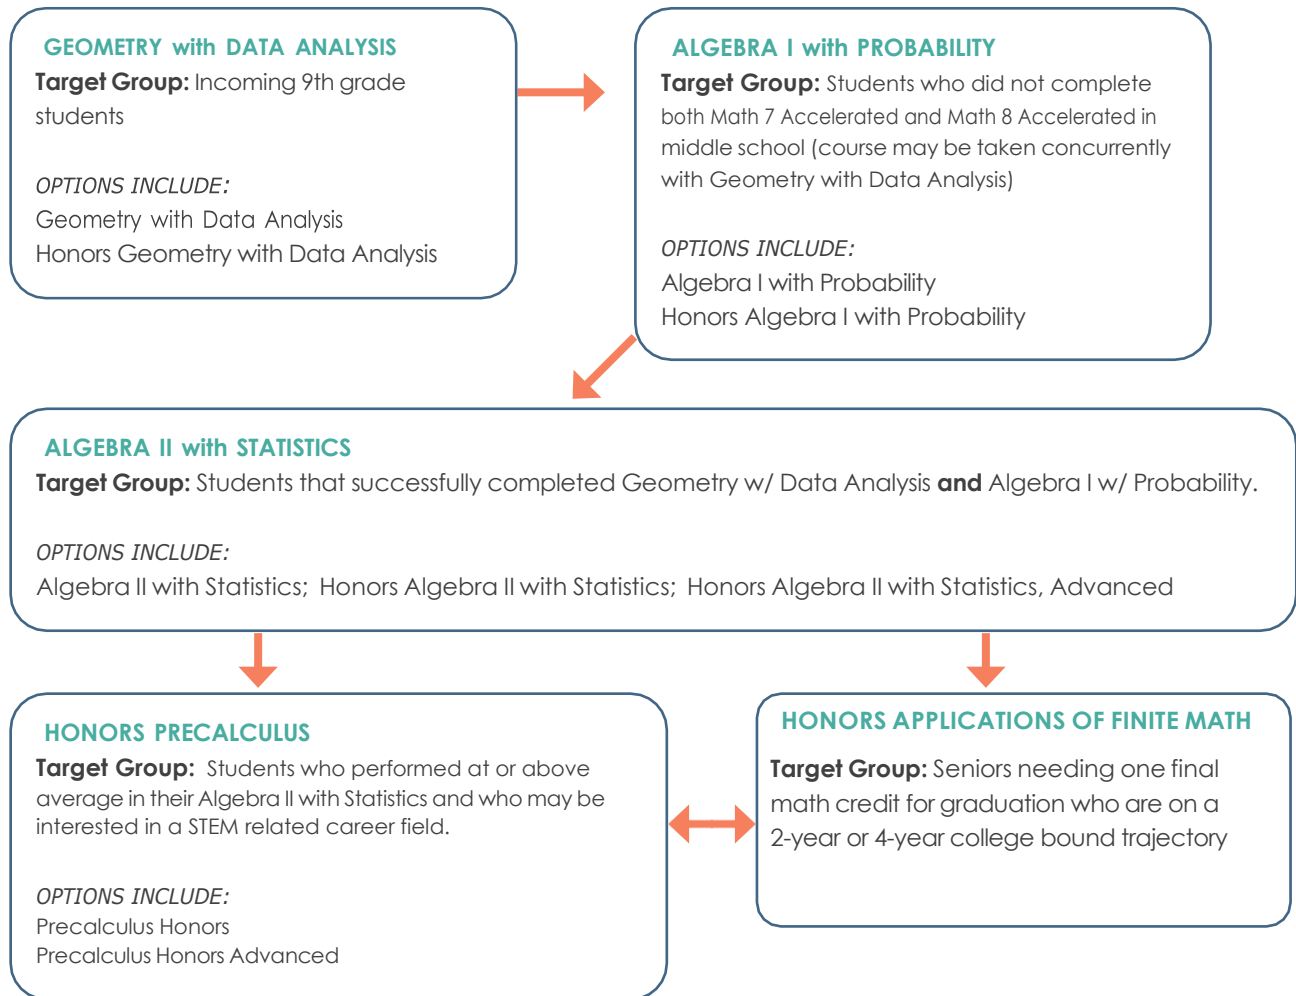 GEOMETRY with DATA ANALYSIS
Target Group: Incoming 9th grade
students
OPTIONS INCLUDE:
Geometry with Data Analysis
Honors Geometry with Data Analysis
ALGEBRA I with PROBABILITY
Target Group: Students who did not complete
both Math 7 Accelerated and Math 8 Accelerated in
middle school (course may be taken concurrently
with Geometry with Data Analysis)
OPTIONS INCLUDE:
Algebra I with Probability
Honors Algebra I with Probability
ALGEBRA II with STATISTICS
Target Group: Students that successfully completed Geometry w/ Data Analysis and Algebra I w/ Probability.
OPTIONS INCLUDE:
Algebra II with Statistics; Honors Algebra II with Statistics; Honors Algebra II with Statistics, Advanced
HONORS PRECALCULUS
Target Group: Students who performed at or above
average in their Algebra II with Statistics and who may be
interested in a STEM related career field.
OPTIONS INCLUDE:
Precalculus Honors
Precalculus Honors Advanced
HONORS APPLICATIONS OF FINITE MATH
Target Group: Seniors needing one final
math credit for graduation who are on a
2-year or 4-year college bound trajectory